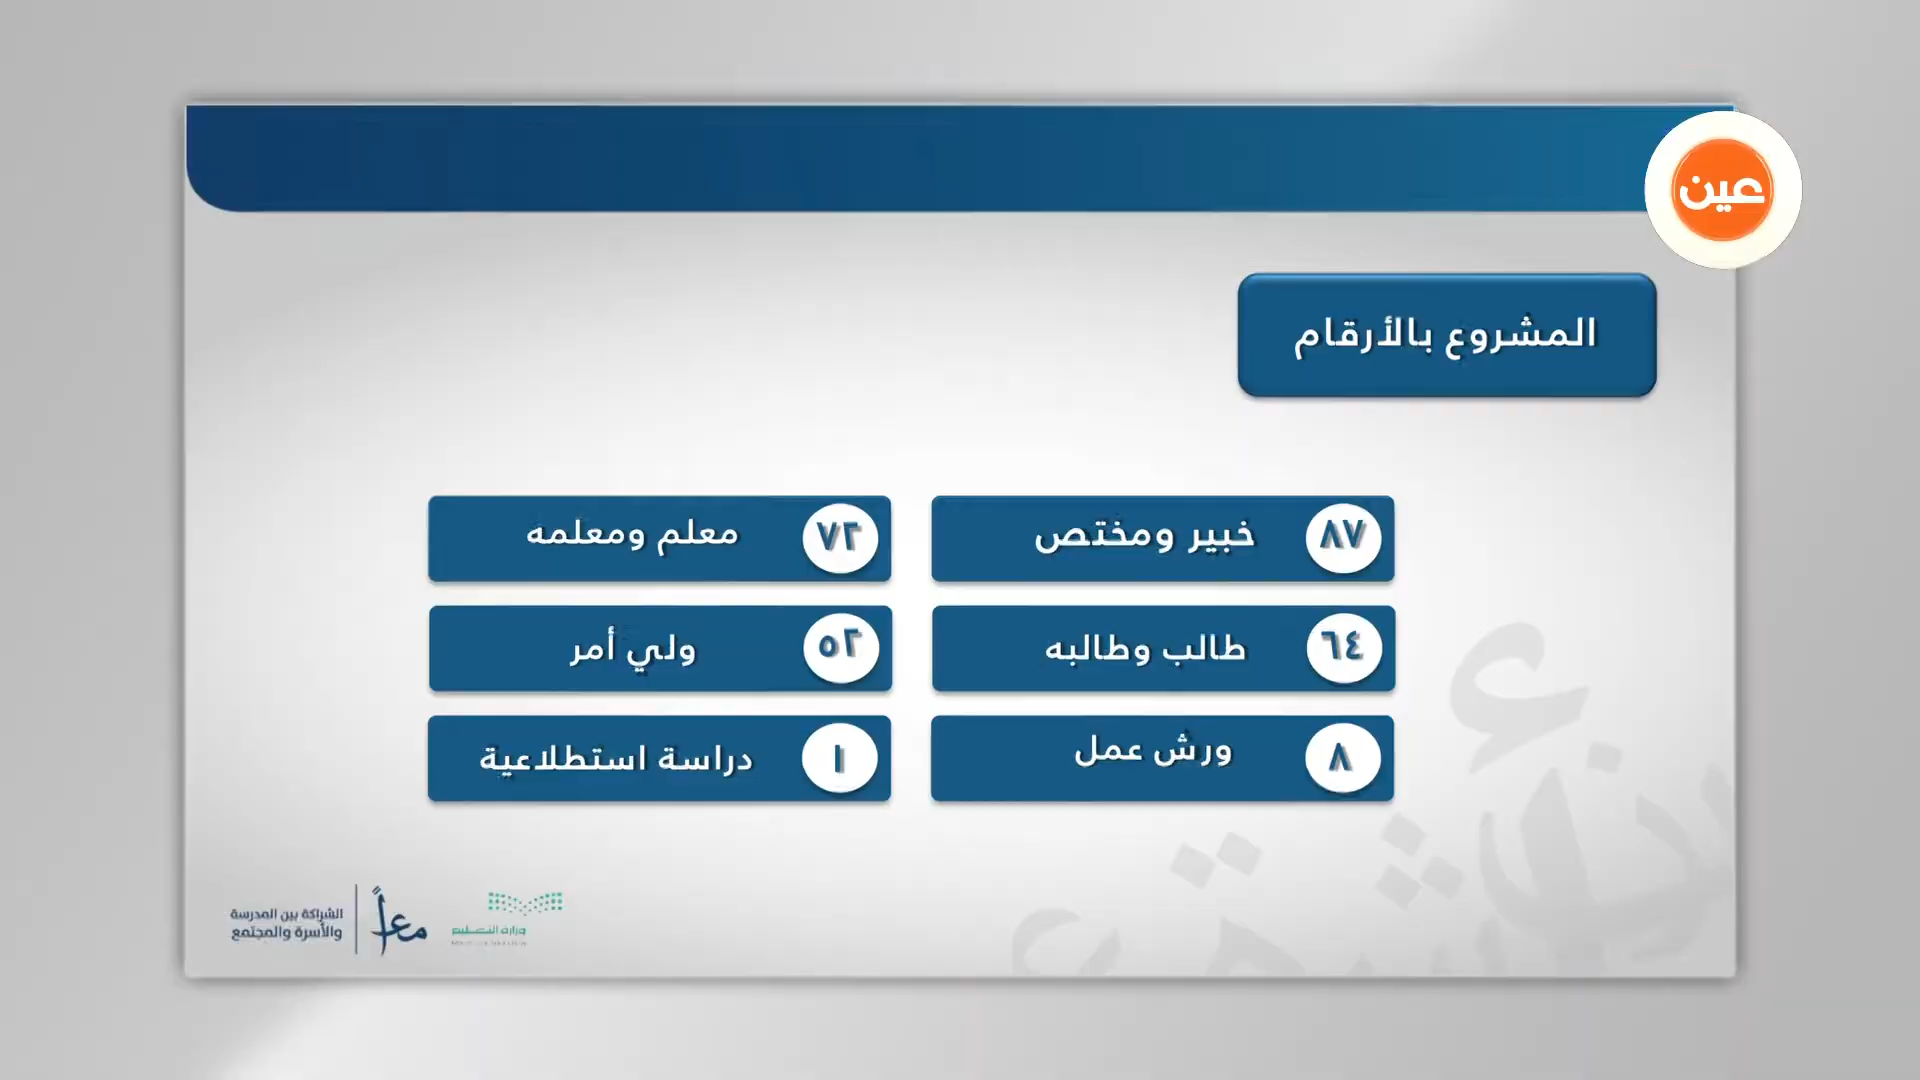 عين
المشروع بالأرقام
٨٧ خبير ومختص
٧٢ معلم ومعلمه
٦٤ طالب وطالبه
٥٢ ولي أمر
٨ ورش عمل
١ دراسة استطلاعية
وزارة التعليم
معاً
الشراكة بين المدرسة
والأسرة والمجتمع